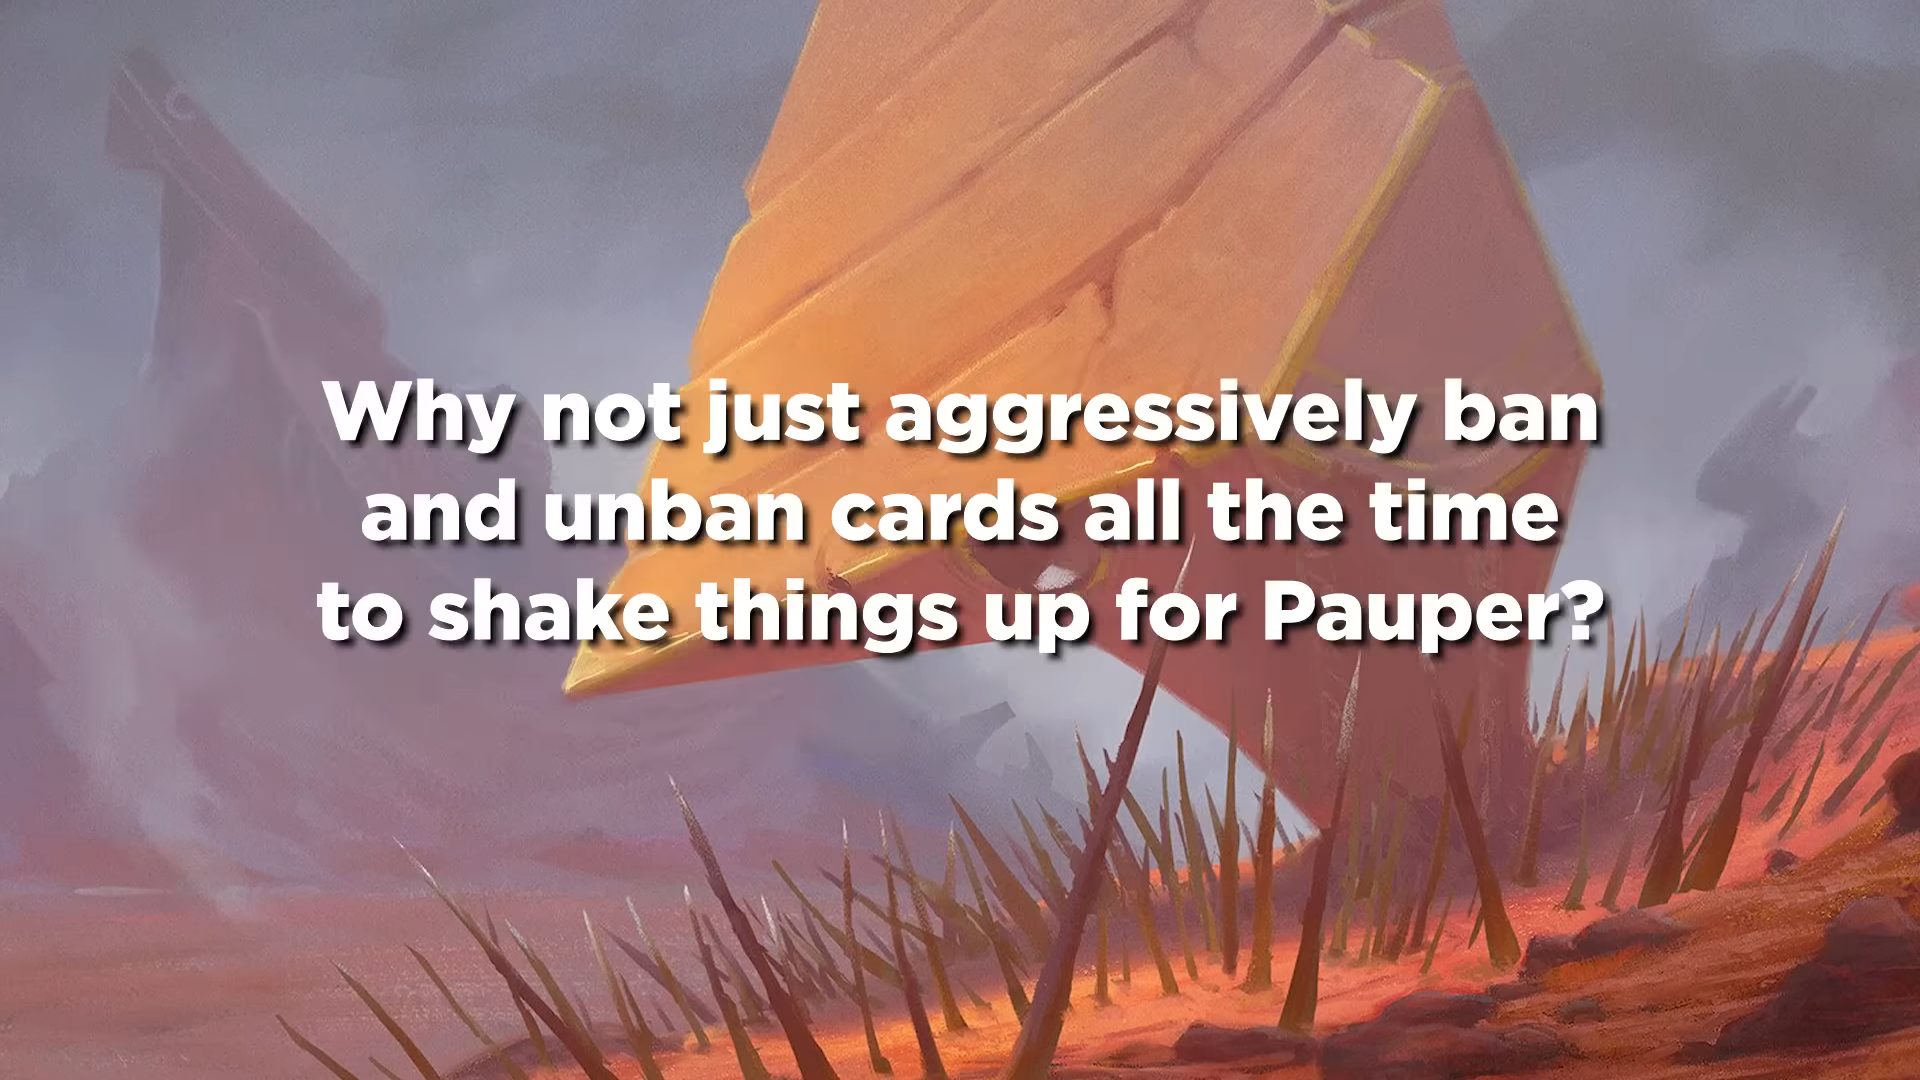 Why not just aggressively ban
and unban cards all the time
to shake things up for Pauper?